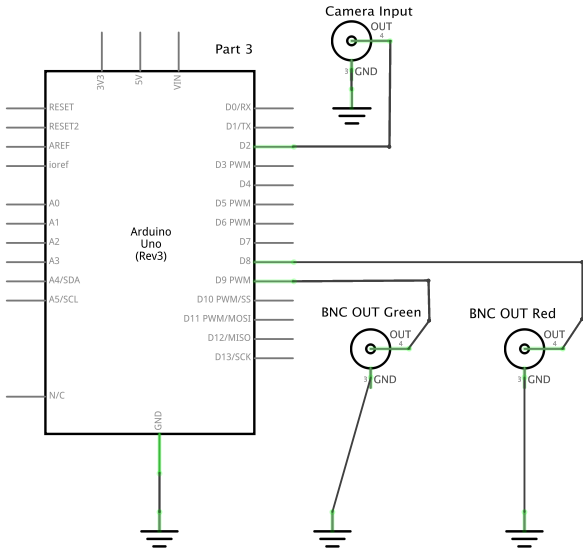 Camera Input
OUT
4
3
GND
Part 3
3V3
5V
VIN
RESET
RESET2
AREF
ioref
A0
A1
A2
A3
A4/SDA
A5/SCL
N/C
Arduino
Uno
(Rev3)
D0/RX
D1/TX
D2
D3 PWM
D4
D5 PWM
D6 PWM
D7
D8
D9 PWM
D10 PWM/SS
D11 PWM/MOSI
D12/MISO
D13/SCK
GND
BNC OUT Green
OUT
4
3
GND
BNC OUT Red
OUT
4
3
GND